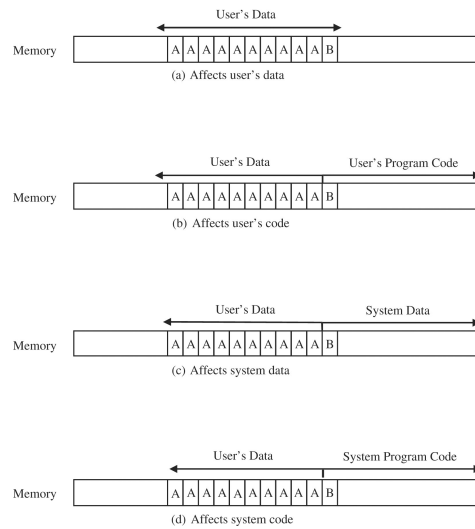 User's Data
Memory A A A A A A A A A A B
(a) Affects user's data
User's Data User's Program Code
Memory A A A A A A A A A A B
(b) Affects user's code
User's Data System Data
Memory A A A A A A A A A A B
(c) Affects system data
User's Data System Program Code
Memory A A A A A A A A A A B
(d) Affects system code